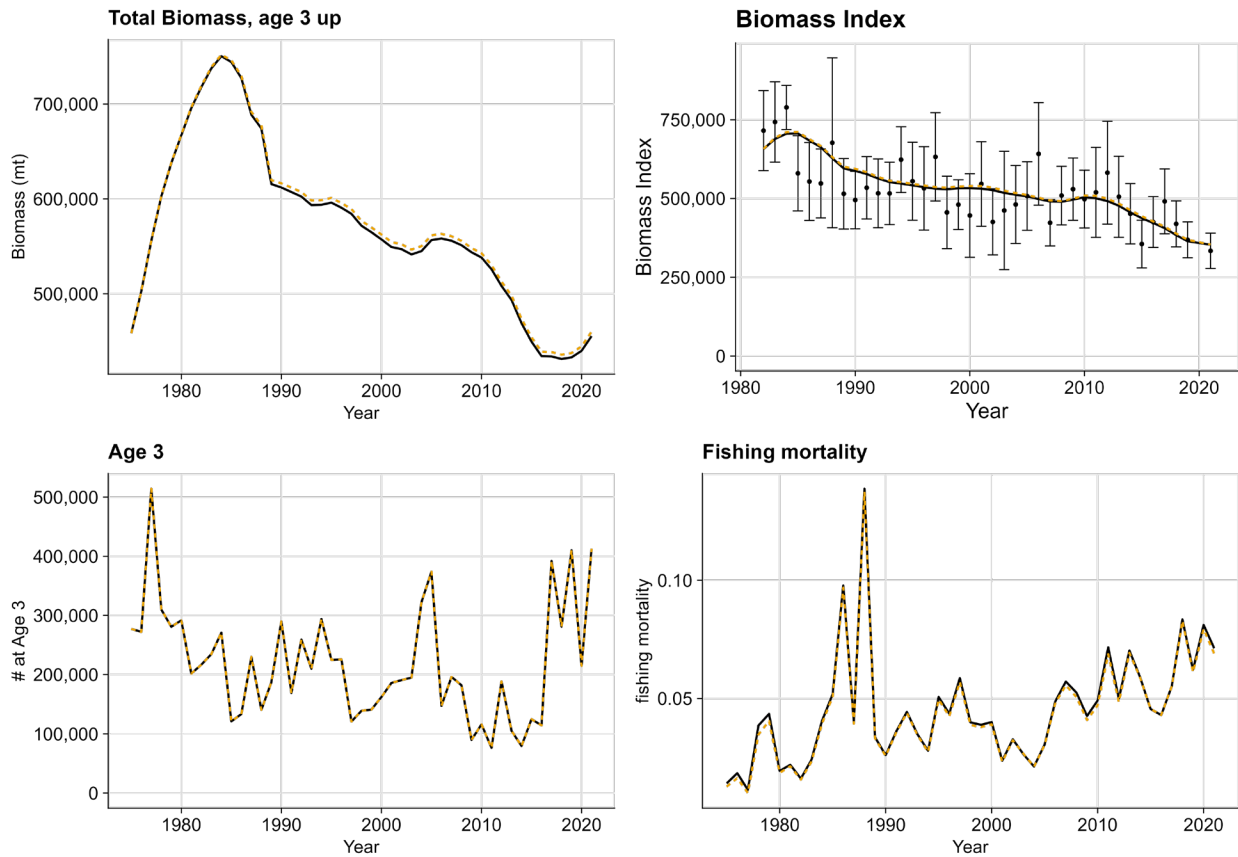 Total Biomass, age 3 up
Biomass (mt)
700,000
600,000
500,000
1980
1990
2000
2010
2020
Year
Biomass Index
Biomass Index
750,000
500,000
250,000
0
1980
1990
2000
2010
2020
Year
Age 3
# at Age 3
500,000
400,000
300,000
200,000
100,000
0
1980
1990
2000
2010
2020
Year
Fishing mortality
fishing mortality
0.10
0.05
1980
1990
2000
2010
2020
Year